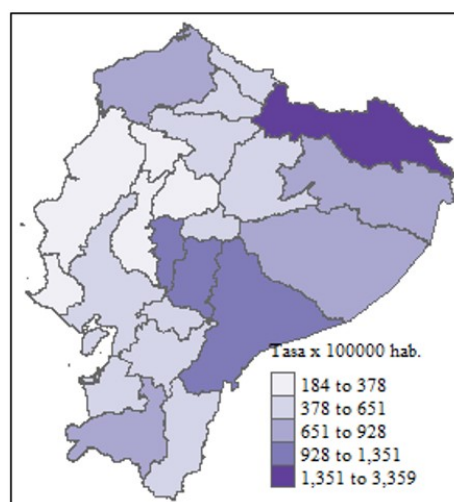 Tasa x 100000 hab.
184 to 378
378 to 651
651 to 928
928 to 1,351
1,351 to 3,359